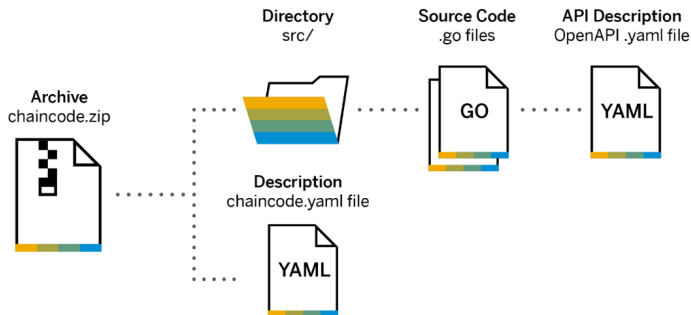 Directory
src/
Source Code
.go files
API Description
OpenAPI .yaml file
Archive
chaincode.zip
GO
YAML
Description
chaincode.yaml file
YAML